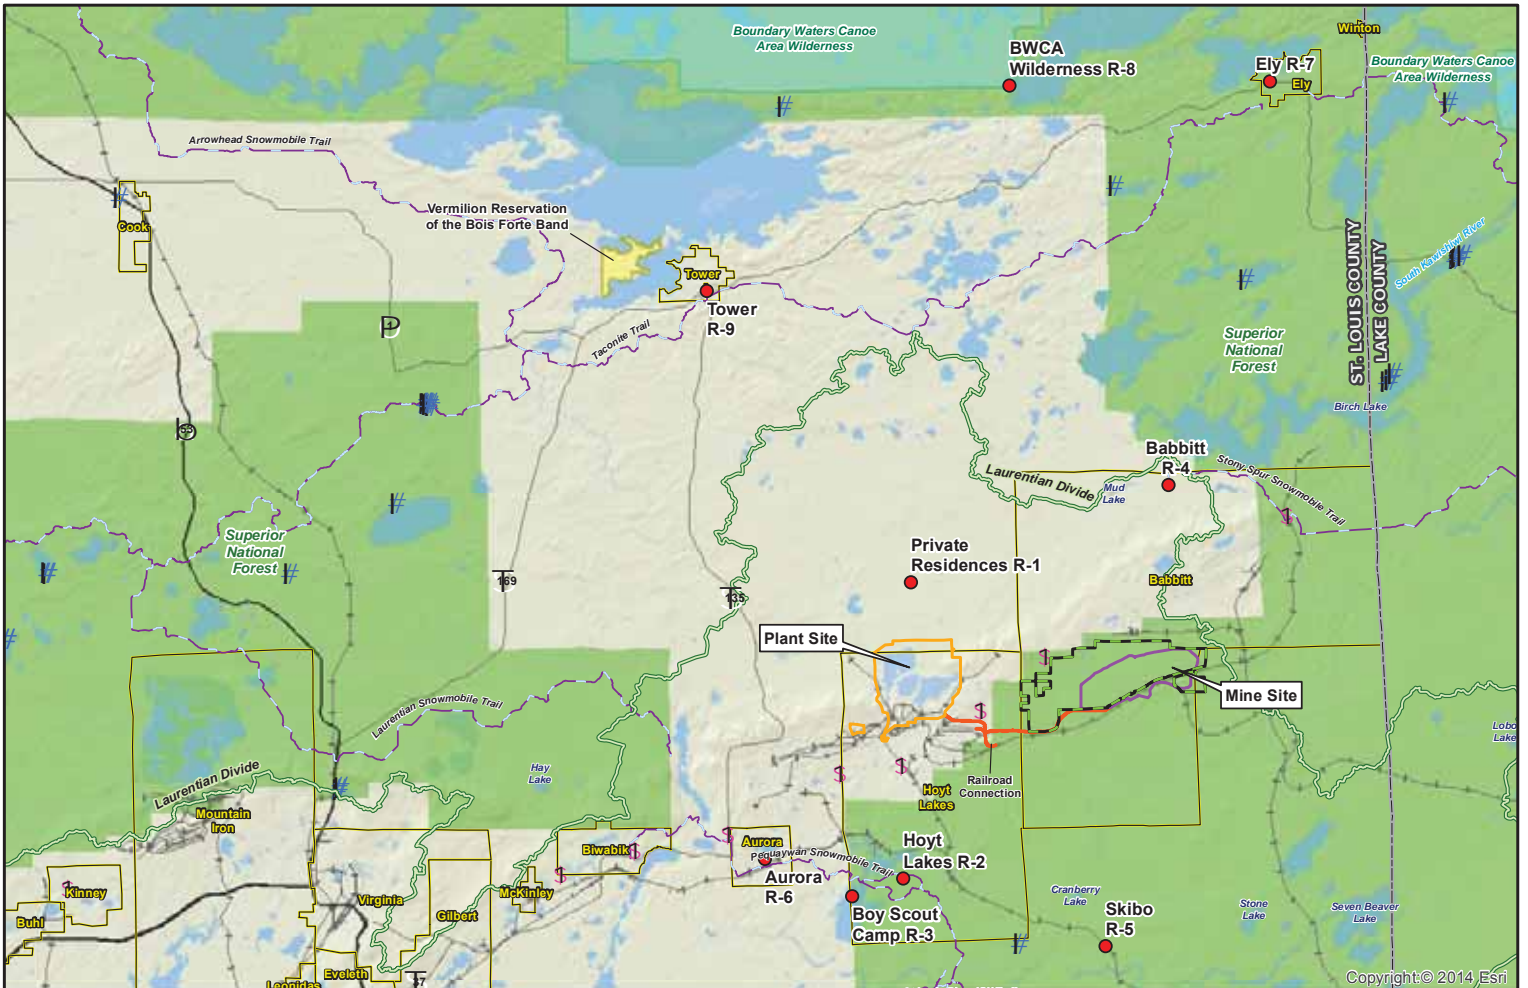 Boundary Waters Canoe
Area Wilderness
BWCA
Wilderness R-8
Winton
Ely R-7
Ely
Boundary Waters Canoe
Area Wilderness
Arrowhead Snowmobile Trail
Vermilion Reservation
of the Bois Forte Band
Cook
Tower
Tower
R-9
Taconite Trail
1
53
South Kawishiwi River
ST. LOUIS COUNTY
LAKE COUNTY
Superior
National
Forest
Birch Lake
Babbitt
R-4
Stony Spur Snowmobile Trail
Laurentian Divide
Mud
Lake
Superior
National
Forest
Private
Residences R-1
Babbitt
169
135
Plant Site
Mine Site
Laurentian Snowmobile Trail
Lobo
Lake
Hay
Lake
Laurentian Divide
Railroad
Connection
Hoyt
Lakes
Mountain
Iron
Biwabik
Aurora
Pequaywan Snowmobile Trail
Hoyt
Lakes R-2
Aurora
R-6
Kinney
Buhl
Virginia
McKinley
Gilbert
Boy Scout
Camp R-3
Cranberry
Lake
Skibo
R-5
Stone
Lake
Seven Beaver
Lake
Eveleth
Leonidas
37
Copyright:© 2014 Esri